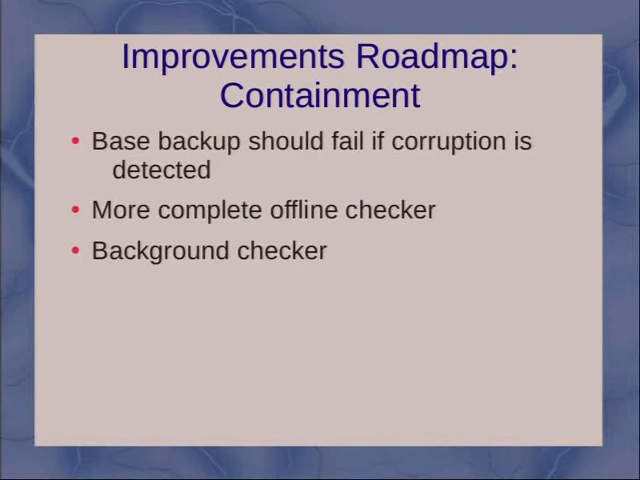 Improvements Roadmap:
Containment
• Base backup should fail if corruption is
detected
• More complete offline checker
• Background checker